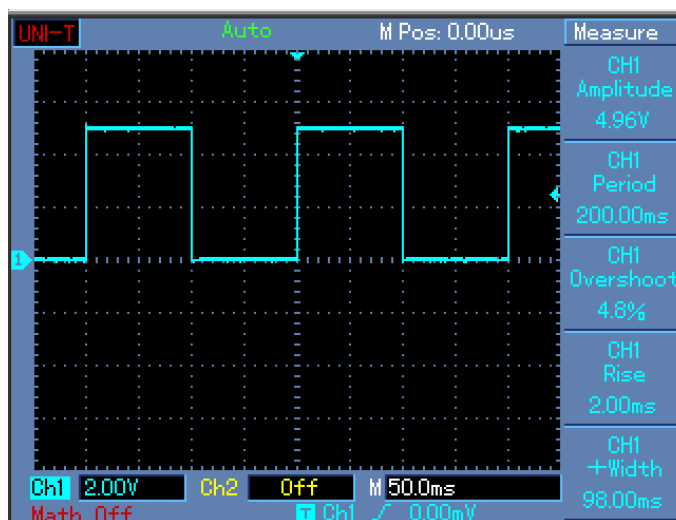 UNI-T Auto M Pos: 0.00us Measure
CH1
Amplitude
4.96V
CH1
Period
200.00ms
CH1
Overshoot
4.8%
CH1
Rise
2.00ms
CH1
+Width
98.00ms
1
Ch1 2.00V Ch2 Off M 50.0ms
Math Off T Ch1 0.00mV